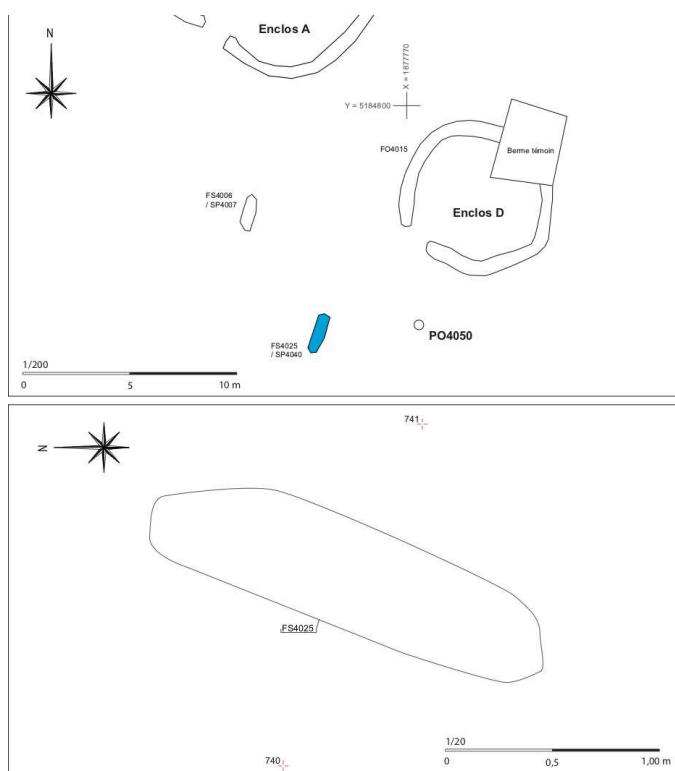 Enclos A
N
X = 1877770
Y = 5184800
FO4015
Berme témoin
FS4006
/ SP4007
Enclos D
FS4025
/ SP4040
PO4050
1/200
0 5 10 m
741
N
FS4025
740
1/20
0 0,5 1,00 m